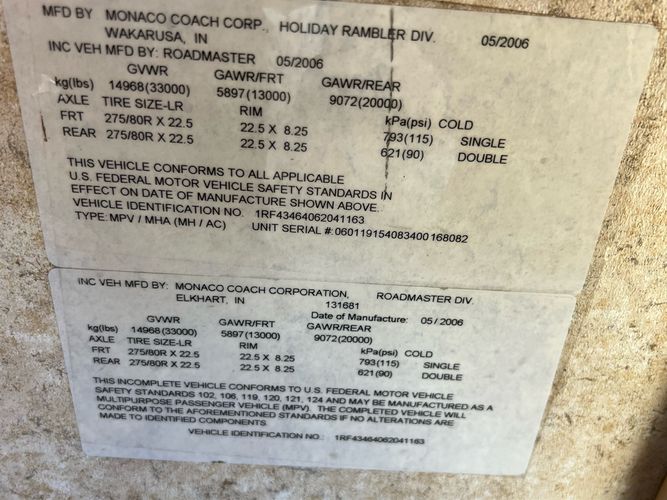 MFD BY MONACO COACH CORP., HOLIDAY RAMBLER DIV.
WAKARUSA, IN 05/2006
INC VEH MFD BY: ROADMASTER 05/2006
GVWR GAWR/FRT GAWR/REAR
kg(lbs) 14968(33000) 5897(13000) 9072(20000)
AXLE TIRE SIZE-LR RIM kPa(psi) COLD
FRT 275/80R X 22.5 22.5 X 8.25 793(115) SINGLE
REAR 275/80R X 22.5 22.5 X 8.25 621(90) DOUBLE
THIS VEHICLE CONFORMS TO ALL APPLICABLE
U.S. FEDERAL MOTOR VEHICLE SAFETY STANDARDS IN
EFFECT ON DATE OF MANUFACTURE SHOWN ABOVE.
VEHICLE IDENTIFICATION NO. 1RF43464062041163
TYPE: MPV / MHA (MH / AC) UNIT SERIAL #:060119154083400168082
INC VEH MFD BY: MONACO COACH CORPORATION, ROADMASTER DIV.
ELKHART, IN 131681
Date of Manufacture: 05/2006
GVWR GAWR/FRT GAWR/REAR
kg(lbs) 14968(33000) 5897(13000) 9072(20000)
AXLE TIRE SIZE-LR RIM kPa(psi) COLD
FRT 275/80R X 22.5 22.5 X 8.25 793(115) SINGLE
REAR 275/80R X 22.5 22.5 X 8.25 621(90) DOUBLE
THIS INCOMPLETE VEHICLE CONFORMS TO U.S. FEDERAL MOTOR VEHICLE
SAFETY STANDARDS 102, 106, 119, 120, 121, 124 AND MAY BE MANUFACTURED AS A
MULTIPURPOSE PASSENGER VEHICLE (MPV). THE COMPLETED VEHICLE WILL
CONFORM TO THE AFOREMENTIONED STANDARDS IF NO ALTERATIONS ARE
MADE TO IDENTIFIED COMPONENTS
VEHICLE IDENTIFICATION NO.: 1RF43464062041163